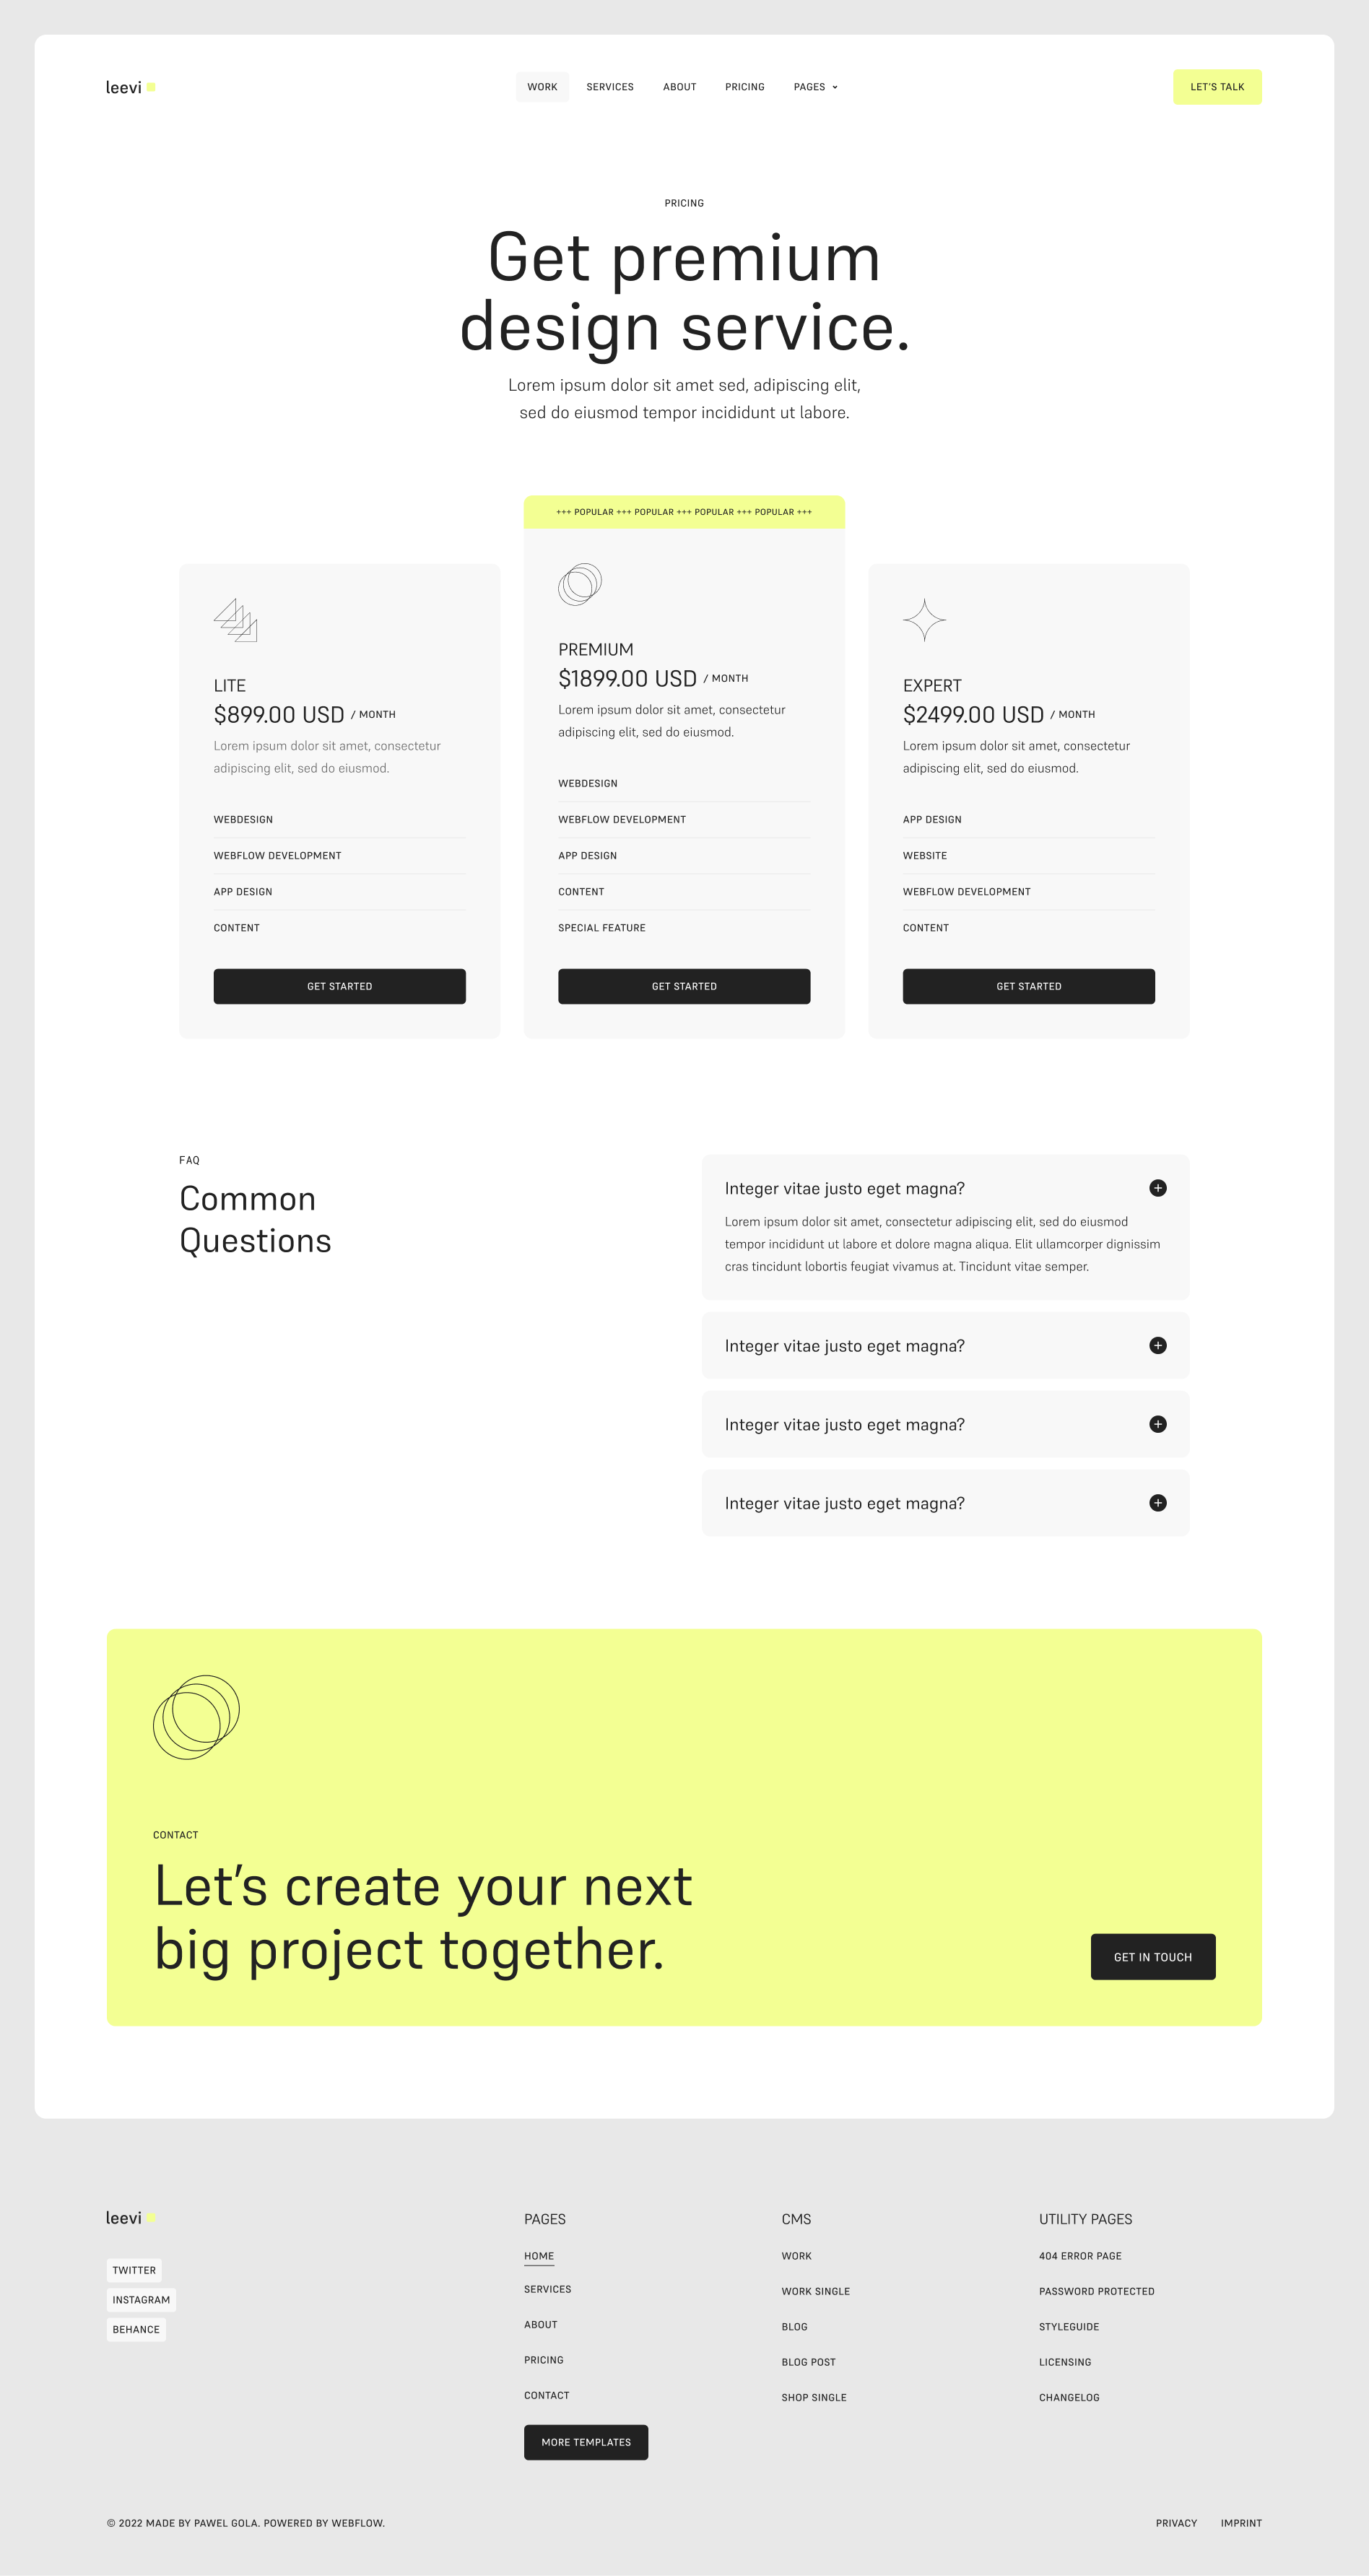 leevi
WORK
SERVICES
ABOUT
PRICING
PAGES
LET'S TALK
PRICING
Get premium
design service.
Lorem ipsum dolor sit amet sed, adipiscing elit,
sed do eiusmod tempor incididunt ut labore.
LITE
$899.00 USD / MONTH
Lorem ipsum dolor sit amet, consectetur
adipiscing elit, sed do eiusmod.
WEBDESIGN
WEBFLOW DEVELOPMENT
APP DESIGN
CONTENT
GET STARTED
+++ POPULAR +++ POPULAR +++ POPULAR +++ POPULAR +++
PREMIUM
$1899.00 USD / MONTH
Lorem ipsum dolor sit amet, consectetur
adipiscing elit, sed do eiusmod.
WEBDESIGN
WEBFLOW DEVELOPMENT
APP DESIGN
CONTENT
SPECIAL FEATURE
GET STARTED
EXPERT
$2499.00 USD / MONTH
Lorem ipsum dolor sit amet, consectetur
adipiscing elit, sed do eiusmod.
APP DESIGN
WEBSITE
WEBFLOW DEVELOPMENT
CONTENT
GET STARTED
FAQ
Common
Questions
Integer vitae justo eget magna?
Lorem ipsum dolor sit amet, consectetur adipiscing elit, sed do eiusmod
tempor incididunt ut labore et dolore magna aliqua. Elit ullamcorper dignissim
cras tincidunt lobortis feugiat vivamus at. Tincidunt vitae semper.
Integer vitae justo eget magna?
Integer vitae justo eget magna?
Integer vitae justo eget magna?
CONTACT
Let’s create your next
big project together.
GET IN TOUCH
leevi
TWITTER
INSTAGRAM
BEHANCE
PAGES
HOME
SERVICES
ABOUT
PRICING
CONTACT
MORE TEMPLATES
CMS
WORK
WORK SINGLE
BLOG
BLOG POST
SHOP SINGLE
UTILITY PAGES
404 ERROR PAGE
PASSWORD PROTECTED
STYLEGUIDE
LICENSING
CHANGELOG
© 2022 MADE BY PAWEL GOLA. POWERED BY WEBFLOW.
PRIVACY
IMPRINT